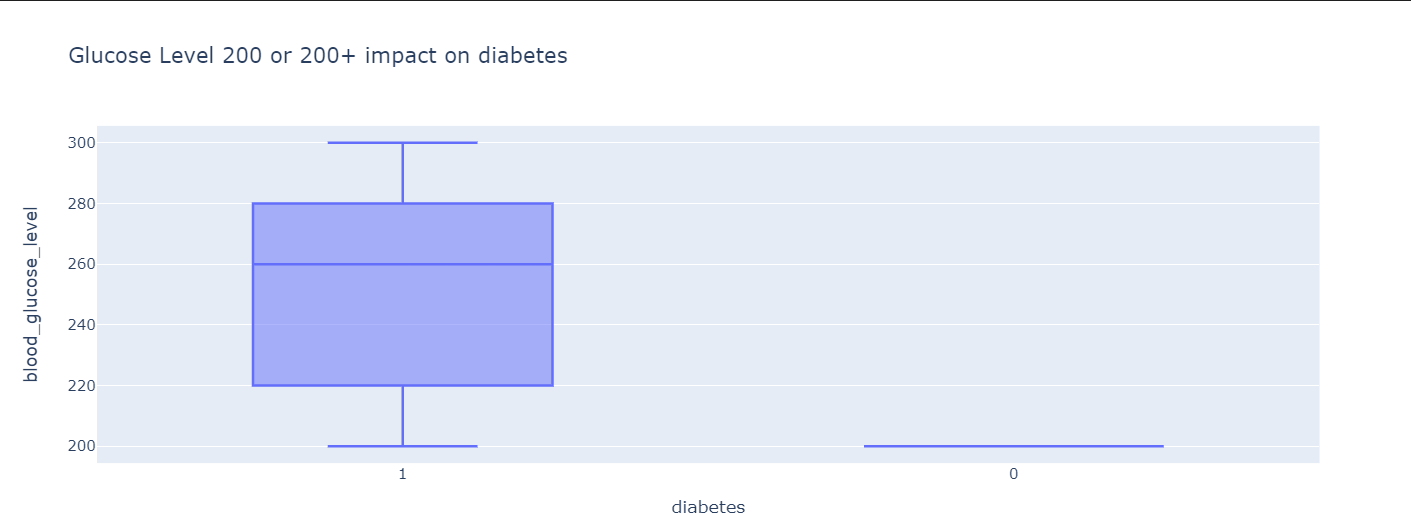 Glucose Level 200 or 200+ impact on diabetes
blood_glucose_level
300
280
260
240
220
200
1 0
diabetes